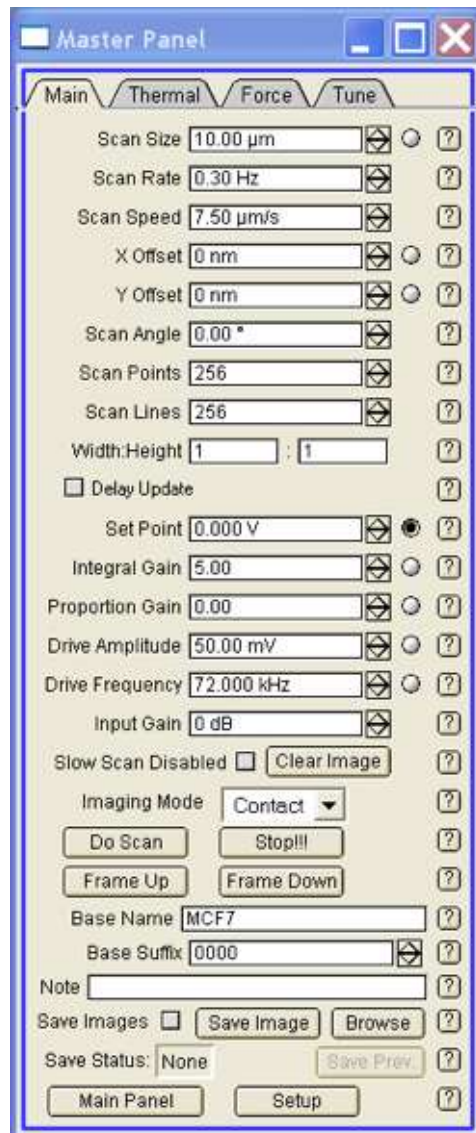 Master Panel
Main Thermal Force Tune
Scan Size 10.00 µm ?
Scan Rate 0.30 Hz ?
Scan Speed 7.50 µm/s ?
X Offset 0 nm ?
Y Offset 0 nm ?
Scan Angle 0.00 ° ?
Scan Points 256 ?
Scan Lines 256 ?
Width:Height 1 : 1 ?
Delay Update ?
Set Point 0.000 V ?
Integral Gain 5.00 ?
Proportion Gain 0.00 ?
Drive Amplitude 50.00 mV ?
Drive Frequency 72.000 kHz ?
Input Gain 0 dB ?
Slow Scan Disabled Clear Image ?
Imaging Mode Contact ?
Do Scan Stop!!! ?
Frame Up Frame Down ?
Base Name MCF7 ?
Base Suffix 0000 ?
Note ?
Save Images Save Image Browse ?
Save Status: None Save Prev. ?
Main Panel Setup ?